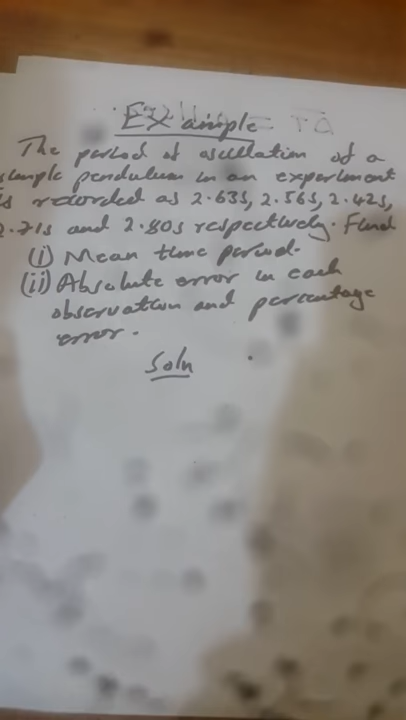 Example
The period of oscillation of a
simple pendulum in an experiment
is recorded as 2.63s, 2.56s, 2.42s,
2.71s and 2.80s respectively. Find
(i) Mean time period.
(ii) Absolute error in each
observation and percentage
error.
Soln